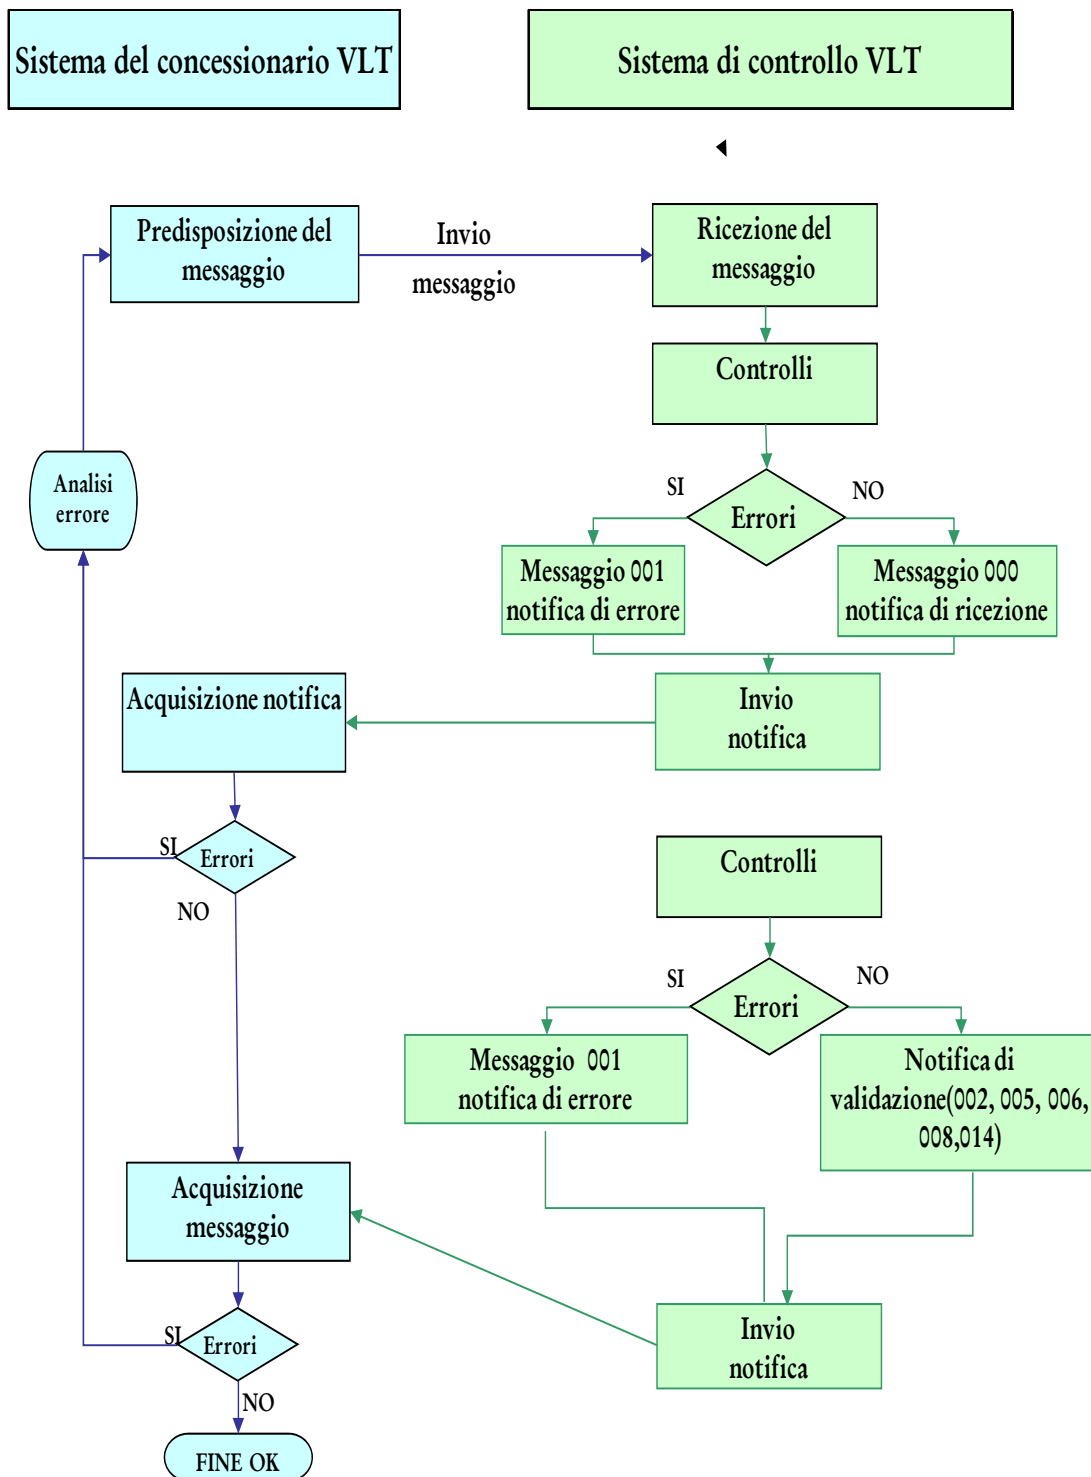 Sistema del concessionario VLT
Sistema di controllo VLT
Predisposizione del
messaggio
Invio
messaggio
Ricezione del
messaggio
Controlli
Analisi
errore
SI
Errori
NO
Messaggio 001
notifica di errore
Messaggio 000
notifica di ricezione
Acquisizione notifica
Invio
notifica
SI
Errori
NO
Controlli
SI
Errori
NO
Messaggio 001
notifica di errore
Notifica di
validazione(002, 005, 006,
008,014)
Acquisizione
messaggio
SI
Errori
NO
Invio
notifica
FINE OK